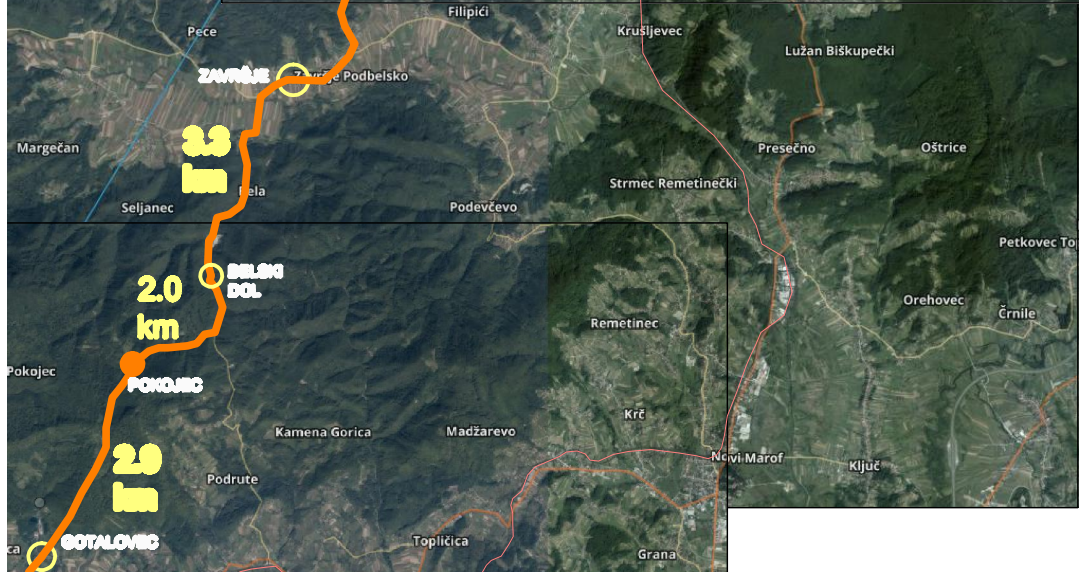 Filipići
Pece
Krušljevec
Lužan Biškupečki
ZAVRŠJE
Završje Podbelsko
3.3
km
Margečan
Presečno
Oštrice
Bela
Strmec Remetinečki
Seljanec
Podevčevo
Petkovec To
BELSKI
DOL
2.0
km
Orehovec
Črnile
Remetinec
Pokojec
POKOJEC
Krč
Kamena Gorica
Madžarevo
Novi Marof
Ključ
km
Podrute
ca
GOTALOVEC
Topličica
Grana